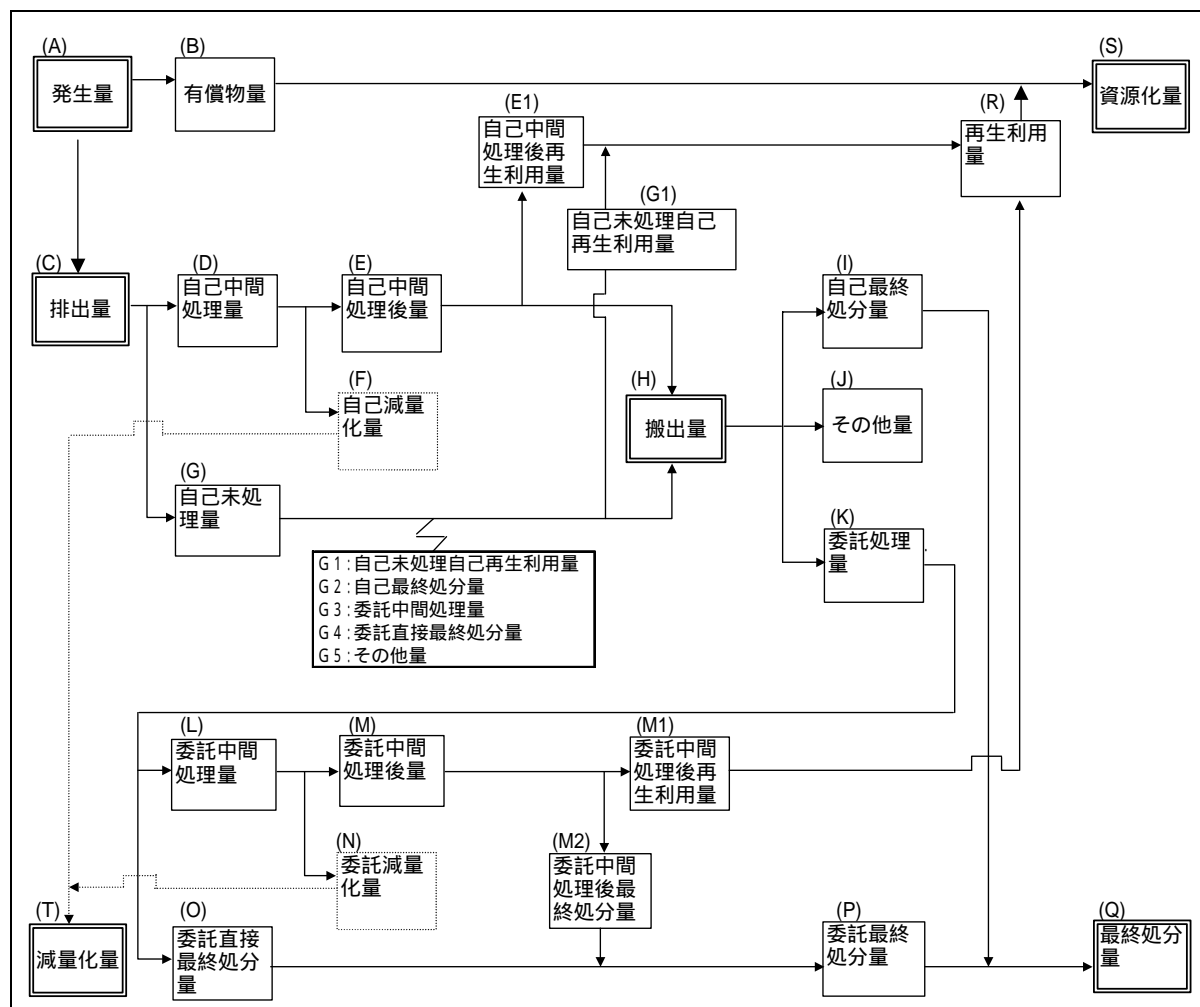 (A)
発生量
(B)
有償物量
(S)
資源化量
(E1)
自己中間
処理後再
生利用量
(R)
再生利用
量
(G1)
自己未処理自己
再生利用量
(C)
排出量
(D)
自己中間
処理量
(E)
自己中間
処理後量
(I)
自己最終
処分量
(F)
自己減量
化量
(H)
搬出量
(J)
その他量
(G)
自己未処
理量
(K)
委託処理
量
G1:自己未処理自己再生利用量
G2:自己最終処分量
G3:委託中間処理量
G4:委託直接最終処分量
G5:その他量
(L)
委託中間
処理量
(M)
委託中間
処理後量
(M1)
委託中間
処理後再
生利用量
(N)
委託減量
化量
(M2)
委託中間
処理後最
終処分量
(T)
減量化量
(O)
委託直接
最終処分
量
(P)
委託最終
処分量
(Q)
最終処分
量